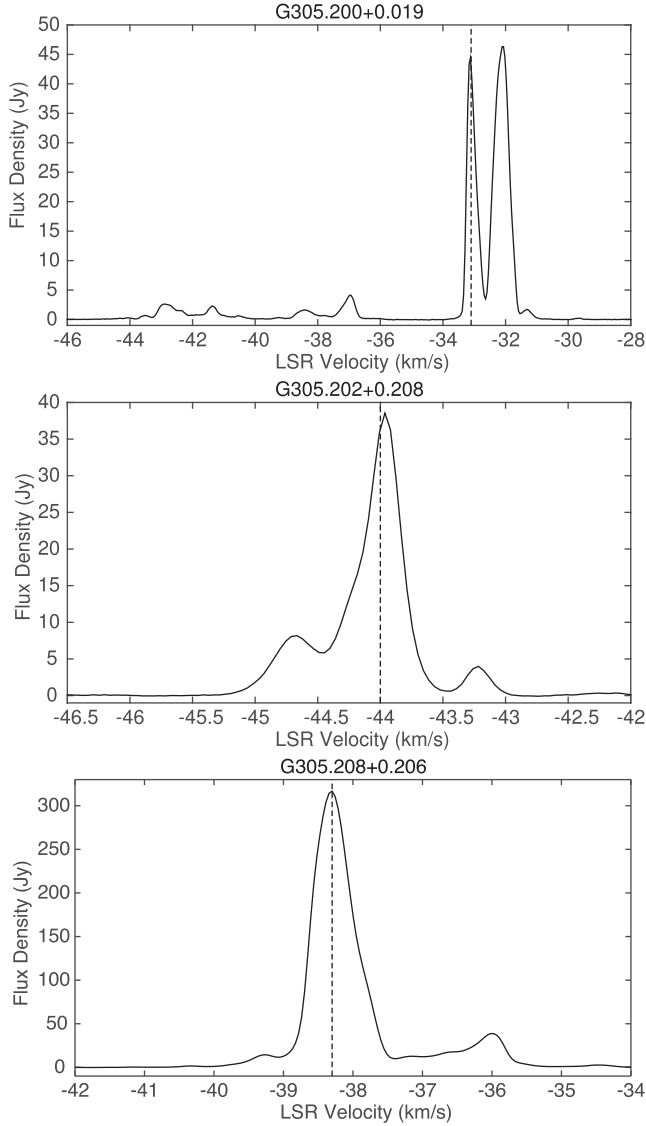 G305.200+0.019
50
45
40
35
30
25
20
15
10
5
0
Flux Density (Jy)
-46 -44 -42 -40 -38 -36 -34 -32 -30 -28
LSR Velocity (km/s)
G305.202+0.208
40
35
30
25
20
15
10
5
0
Flux Density (Jy)
-46.5 -46 -45.5 -45 -44.5 -44 -43.5 -43 -42.5 -42
LSR Velocity (km/s)
G305.208+0.206
300
250
200
150
100
50
0
Flux Density (Jy)
-42 -41 -40 -39 -38 -37 -36 -35 -34
LSR Velocity (km/s)